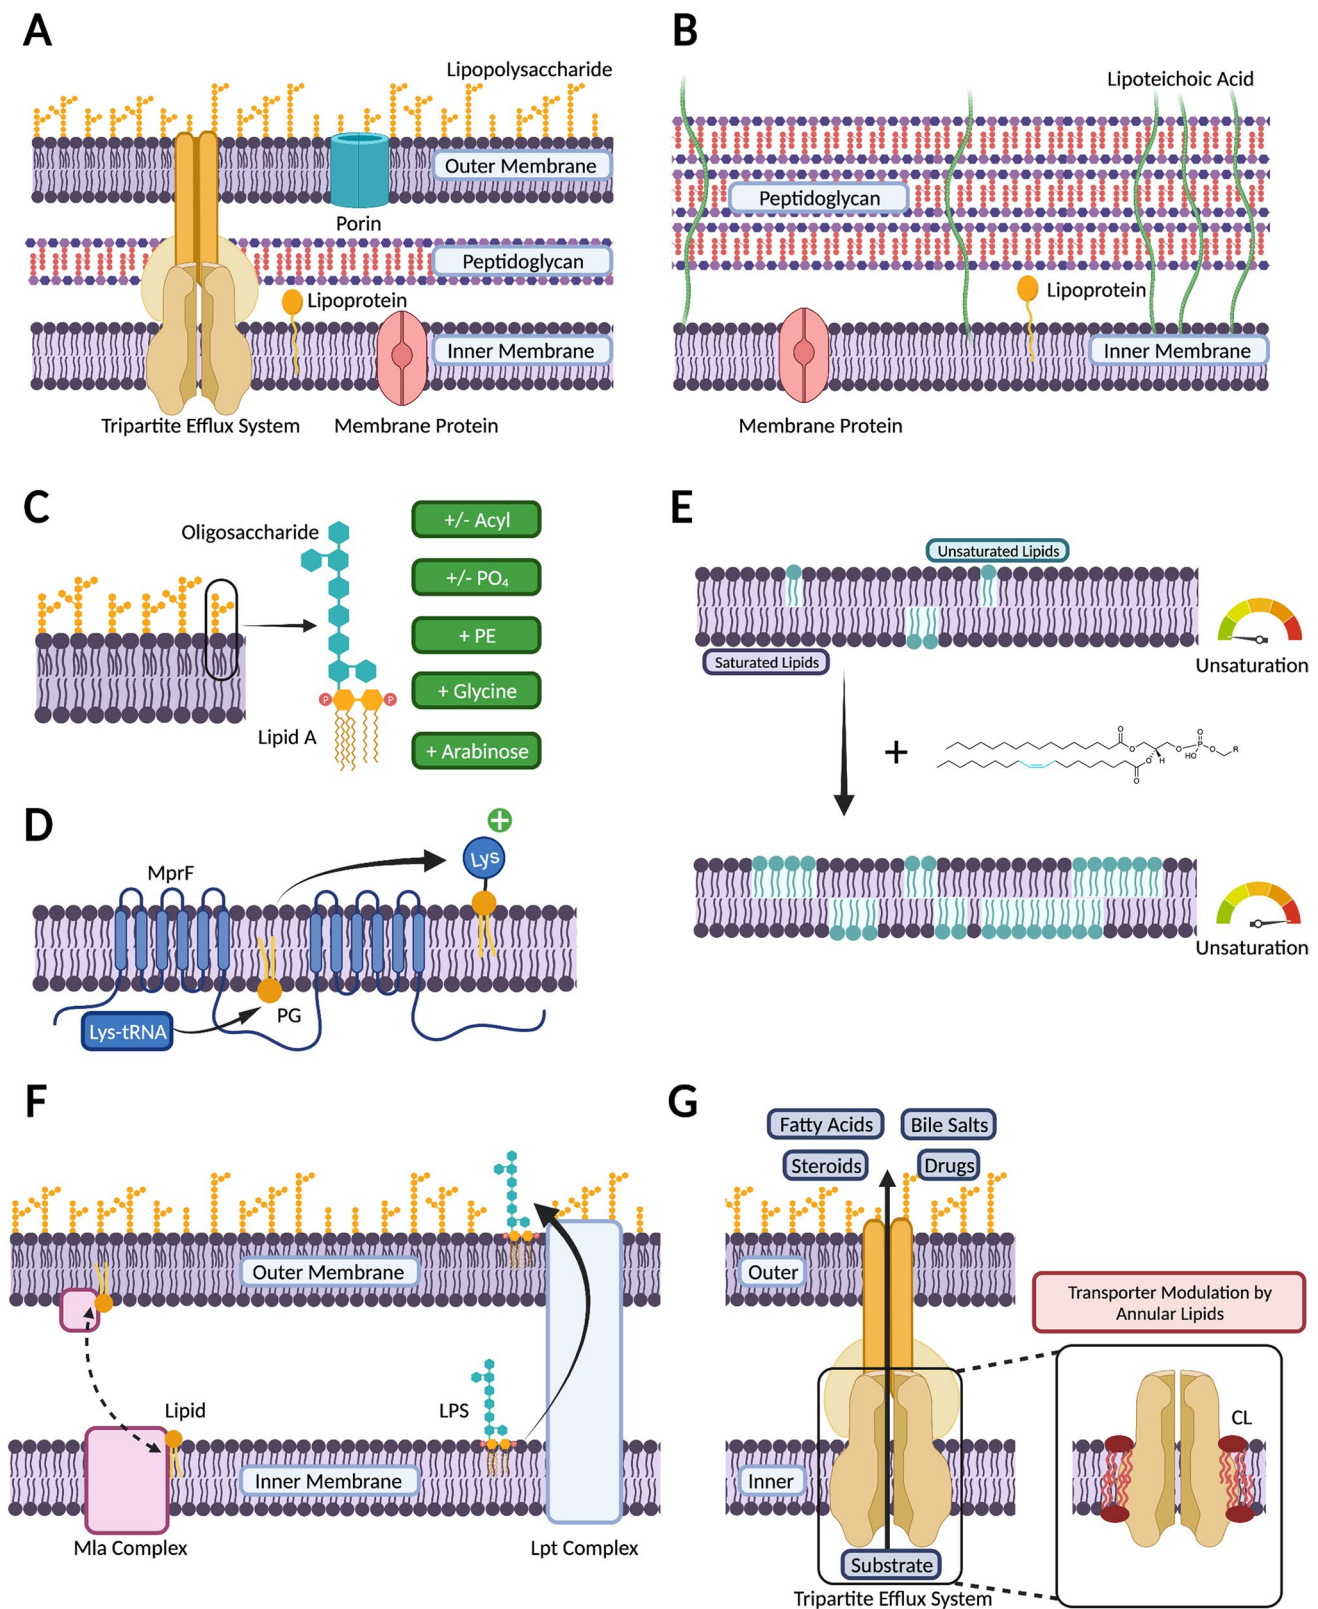 A
Lipopolysaccharide
Outer Membrane
Porin
Peptidoglycan
Lipoprotein
Inner Membrane
Tripartite Efflux System
Membrane Protein
B
Lipoteichoic Acid
Peptidoglycan
Lipoprotein
Inner Membrane
Membrane Protein
C
Oligosaccharide
P
P
Lipid A
+/- Acyl
+/- PO₄
+ PE
+ Glycine
+ Arabinose
D
MprF
+
Lys
PG
Lys-tRNA
E
Unsaturated Lipids
Saturated Lipids
Unsaturation
+
O
O
O
H
O
O
P
O
HO
O
R
Unsaturation
F
Outer Membrane
Lipid
LPS
Inner Membrane
Mla Complex
Lpt Complex
G
Fatty Acids
Bile Salts
Steroids
Drugs
Outer
Transporter Modulation by
Annular Lipids
CL
Inner
Substrate
Tripartite Efflux System